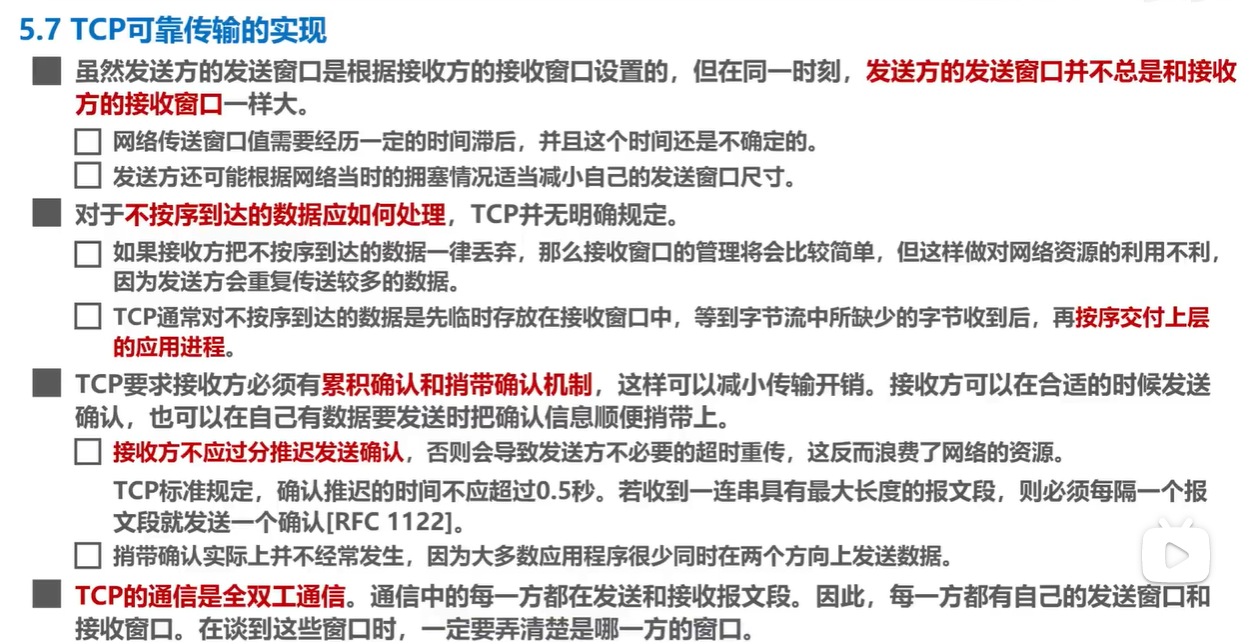 5.7 TCP可靠传输的实现
虽然发送方的发送窗口是根据接收方的接收窗口设置的，但在同一时刻，发送方的发送窗口并不总是和接收
方的接收窗口一样大。
网络传送窗口值需要经历一定的时间滞后，并且这个时间还是不确定的。
发送方还可能根据网络当时的拥塞情况适当减小自己的发送窗口尺寸。
对于不按序到达的数据应如何处理，TCP并无明确规定。
如果接收方把不按序到达的数据一律丢弃，那么接收窗口的管理将会比较简单，但这样做对网络资源的利用不利，
因为发送方会重复传送较多的数据。
TCP通常对不按序到达的数据是先临时存放在接收窗口中，等到字节流中所缺少的字节收到后，再按序交付上层
的应用进程。
TCP要求接收方必须有累积确认和捎带确认机制，这样可以减小传输开销。接收方可以在合适的时候发送
确认，也可以在自己有数据要发送时把确认信息顺便捎带上。
接收方不应过分推迟发送确认，否则会导致发送方不必要的超时重传，这反而浪费了网络的资源。
TCP标准规定，确认推迟的时间不应超过0.5秒。若收到一连串具有最大长度的报文段，则必须每隔一个报
文段就发送一个确认[RFC 1122]。
捎带确认实际上并不经常发生，因为大多数应用程序很少同时在两个方向上发送数据。
TCP的通信是全双工通信。通信中的每一方都在发送和接收报文段。因此，每一方都有自己的发送窗口和
接收窗口。在谈到这些窗口时，一定要弄清楚是哪一方的窗口。